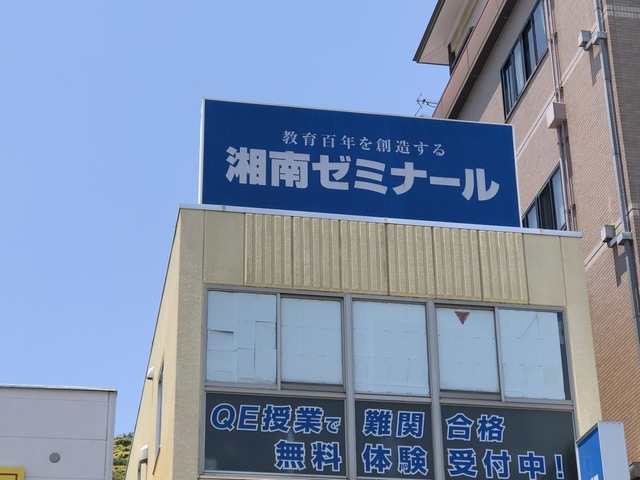 教育百年を創造する
湘南ゼミナール
QE授業で 難関 合格
無料 体験 受付中!